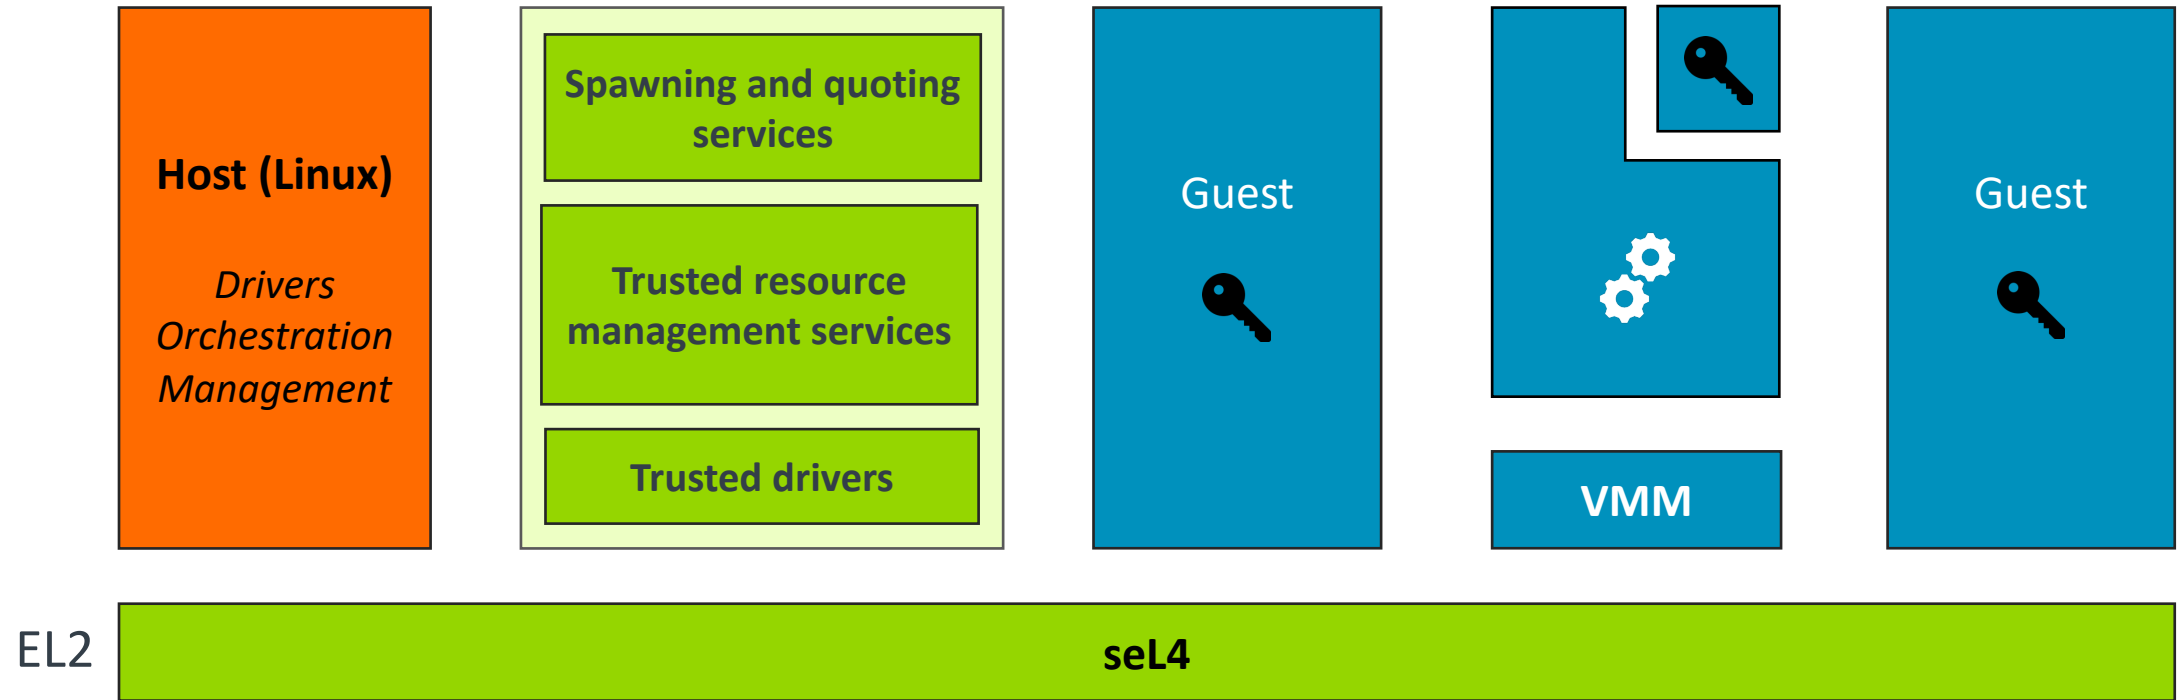 Host (Linux)
Drivers
Orchestration
Management
Spawning and quoting
services
Trusted resource
management services
Trusted drivers
Guest
VMM
Guest
EL2
seL4